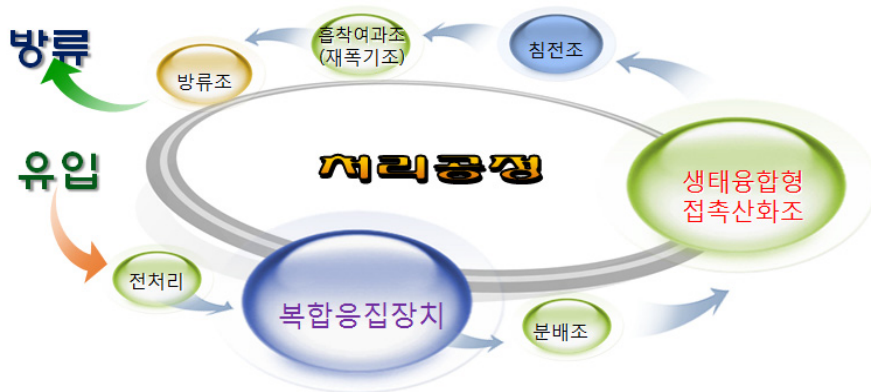 방류
방류조
흡착여과조
(재폭기조)
침전조
유입
처리공정
생태융합형
접촉산화조
전처리
복합응집장치
분배조